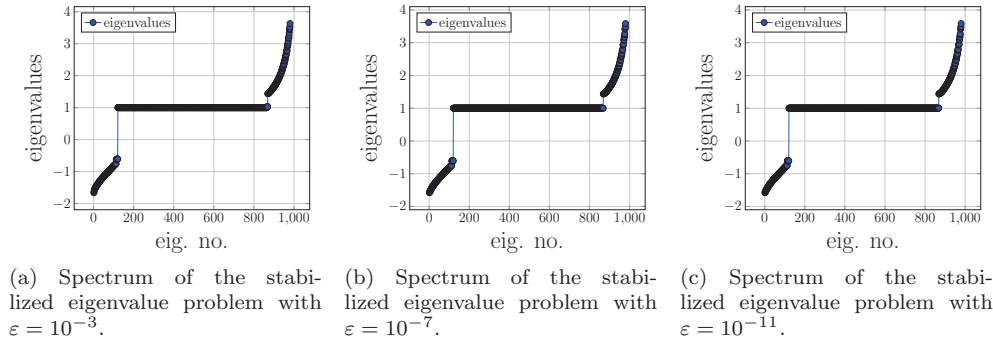 4
3
2
1
0
−1
−2
eigenvalues
eigenvalues
0
200
400
600
800
1,000
eig. no.
4
3
2
1
0
−1
−2
eigenvalues
eigenvalues
0
200
400
600
800
1,000
eig. no.
4
3
2
1
0
−1
−2
eigenvalues
eigenvalues
0
200
400
600
800
1,000
eig. no.
(a) Spectrum of the stabi-
lized eigenvalue problem with
ε = 10⁻³.
(b) Spectrum of the stabi-
lized eigenvalue problem with
ε = 10⁻⁷.
(c) Spectrum of the stabi-
lized eigenvalue problem with
ε = 10⁻¹¹.